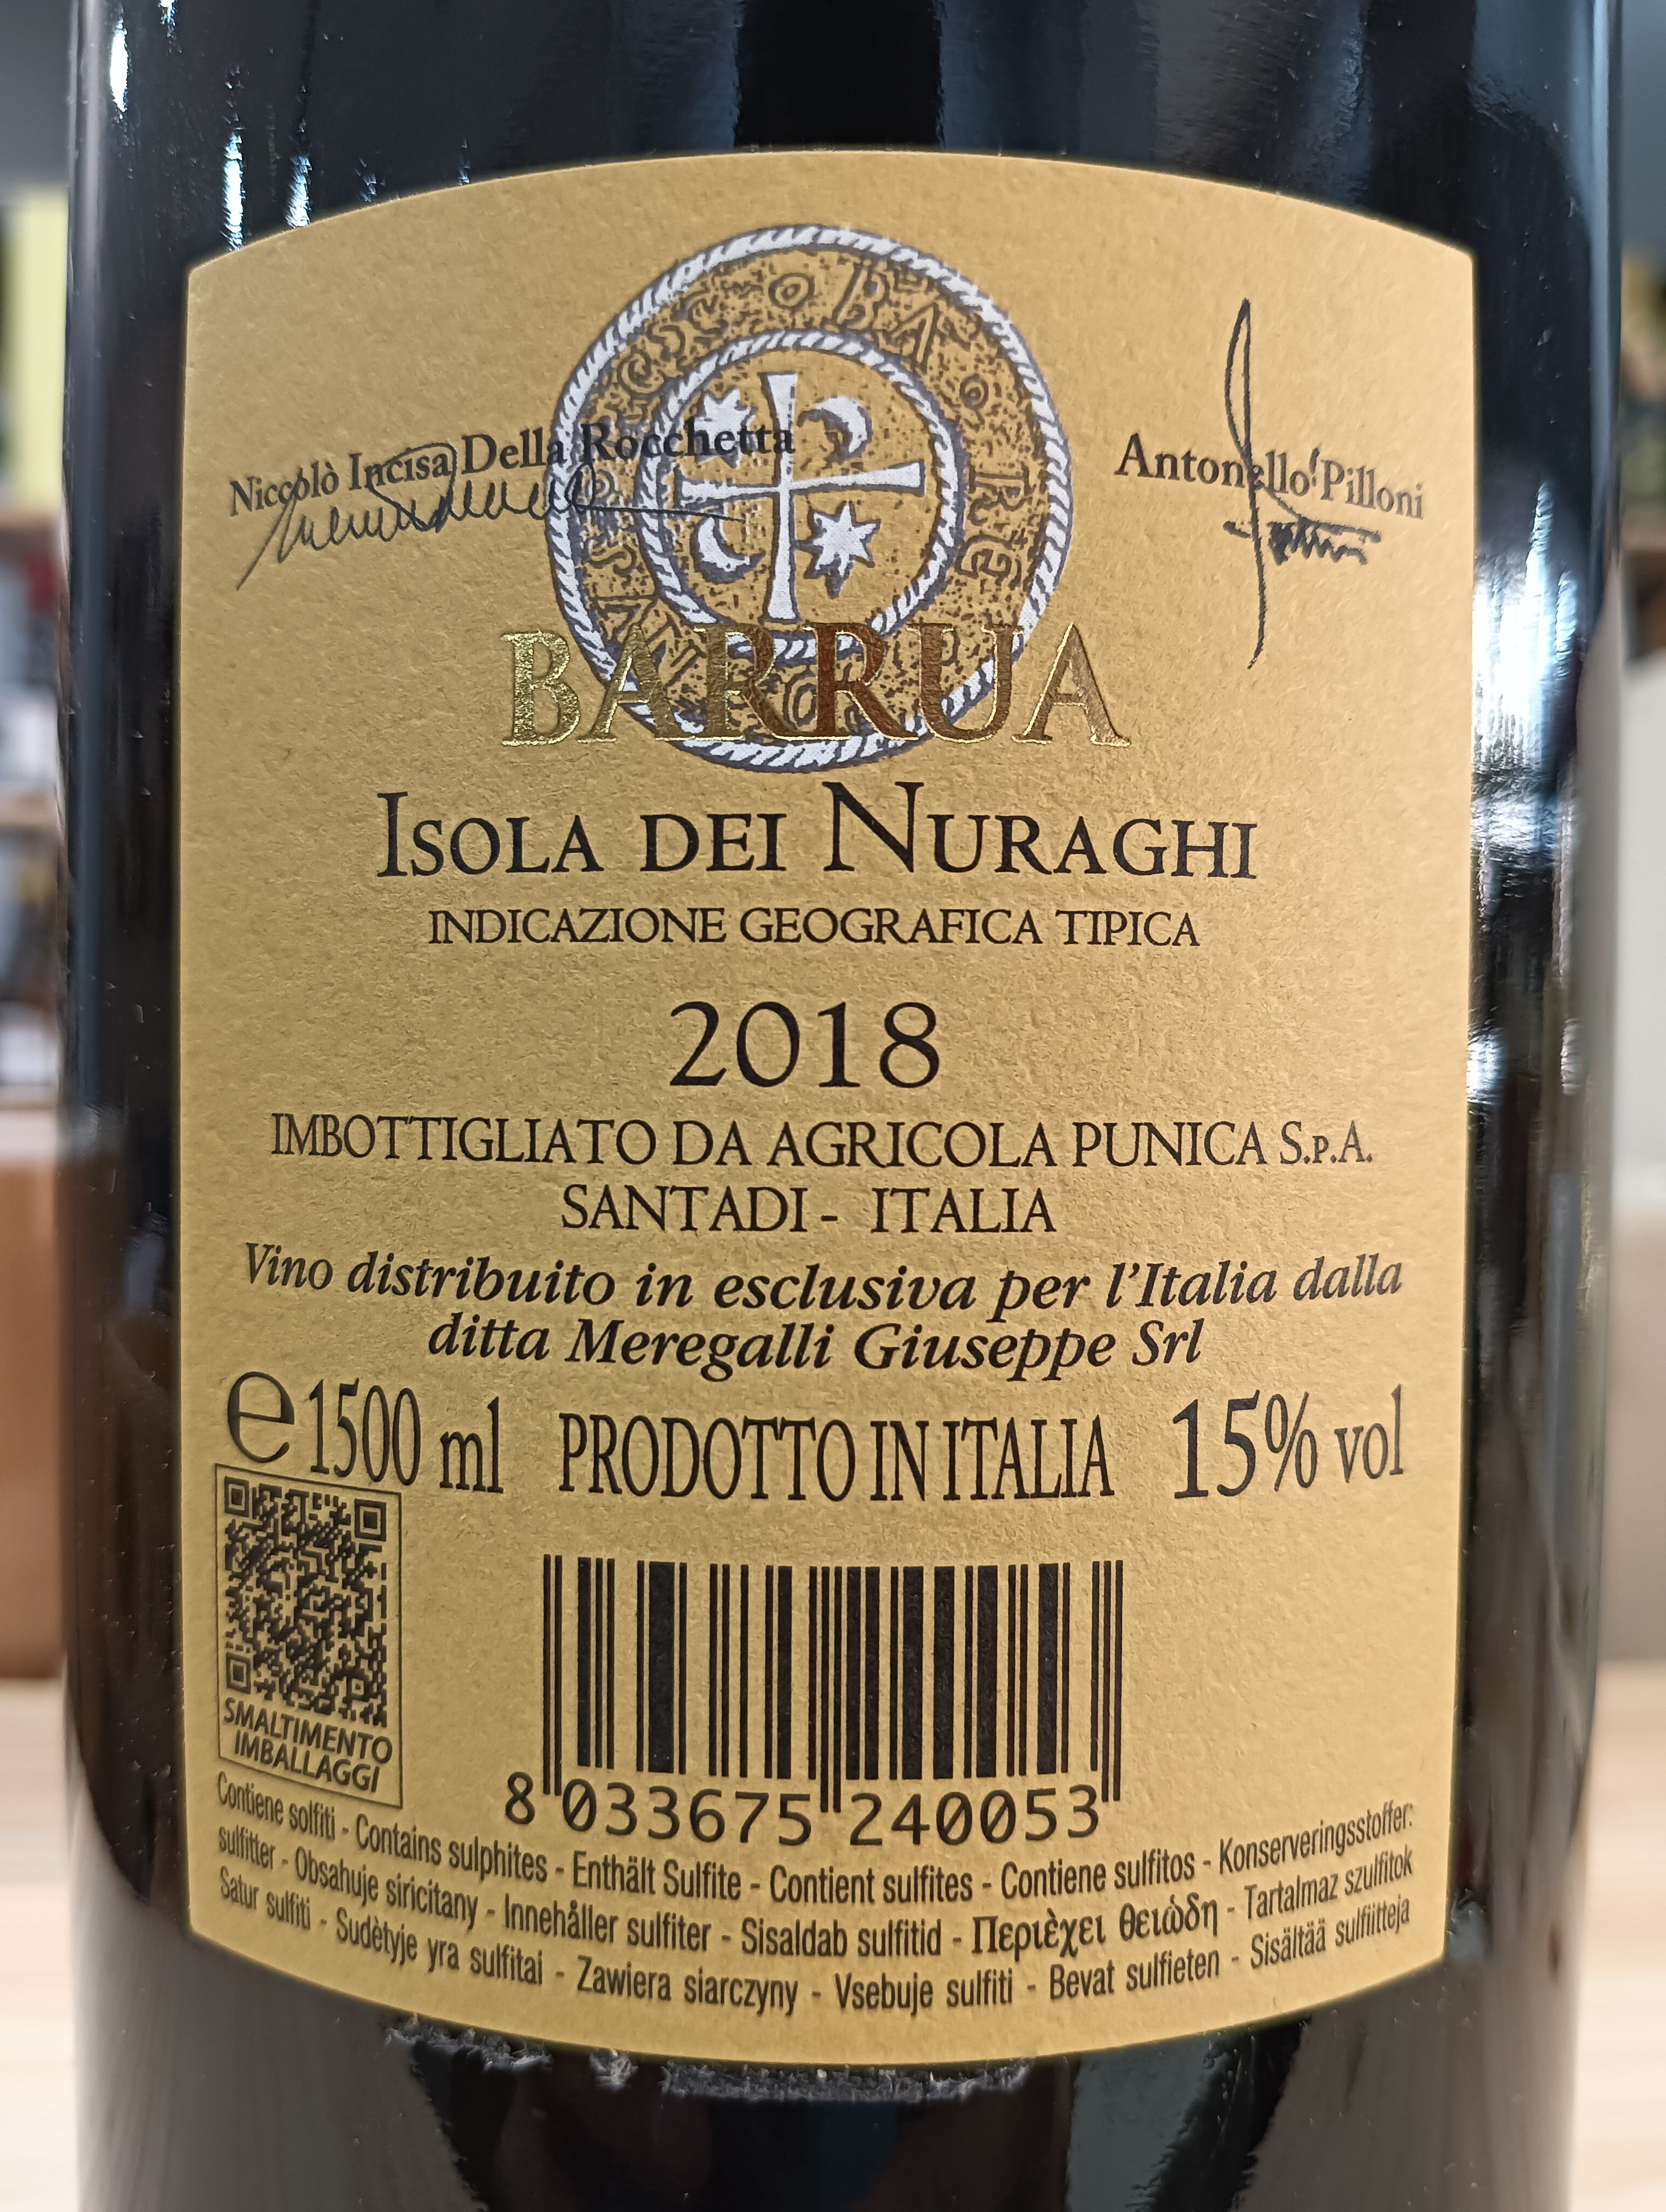 Niccolò Incisa Della Rocchetta
Antonello Pilloni
BARRUA
ISOLA DEI NURAGHI
INDICAZIONE GEOGRAFICA TIPICA
2018
IMBOTTIGLIATO DA AGRICOLA PUNICA S.P.A.
SANTADI - ITALIA
Vino distribuito in esclusiva per l'Italia dalla
ditta Meregalli Giuseppe Srl
e 1500 ml PRODOTTO IN ITALIA 15% vol
SMALTIMENTO
IMBALLAGGI
8 033675 240053
Contiene solfiti - Contains sulphites - Enthält Sulfite - Contient sulfites - Contiene sulfitos - Konserveringsstoffer:
sulfitter - Obsahuje siricitany - Innehåller sulfiter - Sisaldab sulfitid - Περιὲχει θειώδη - Tartalmaz szulfitok
Satur sulfiti - Sudètyje yra sulfitai - Zawiera siarczyny - Vsebuje sulfiti - Bevat sulfieten - Sisältää sulfiitteja